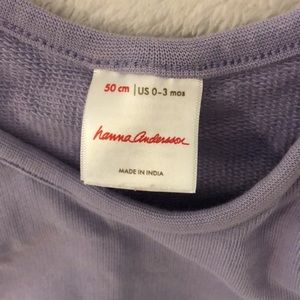 50 cm | US 0-3 mos
hanna andersson
MADE IN INDIA